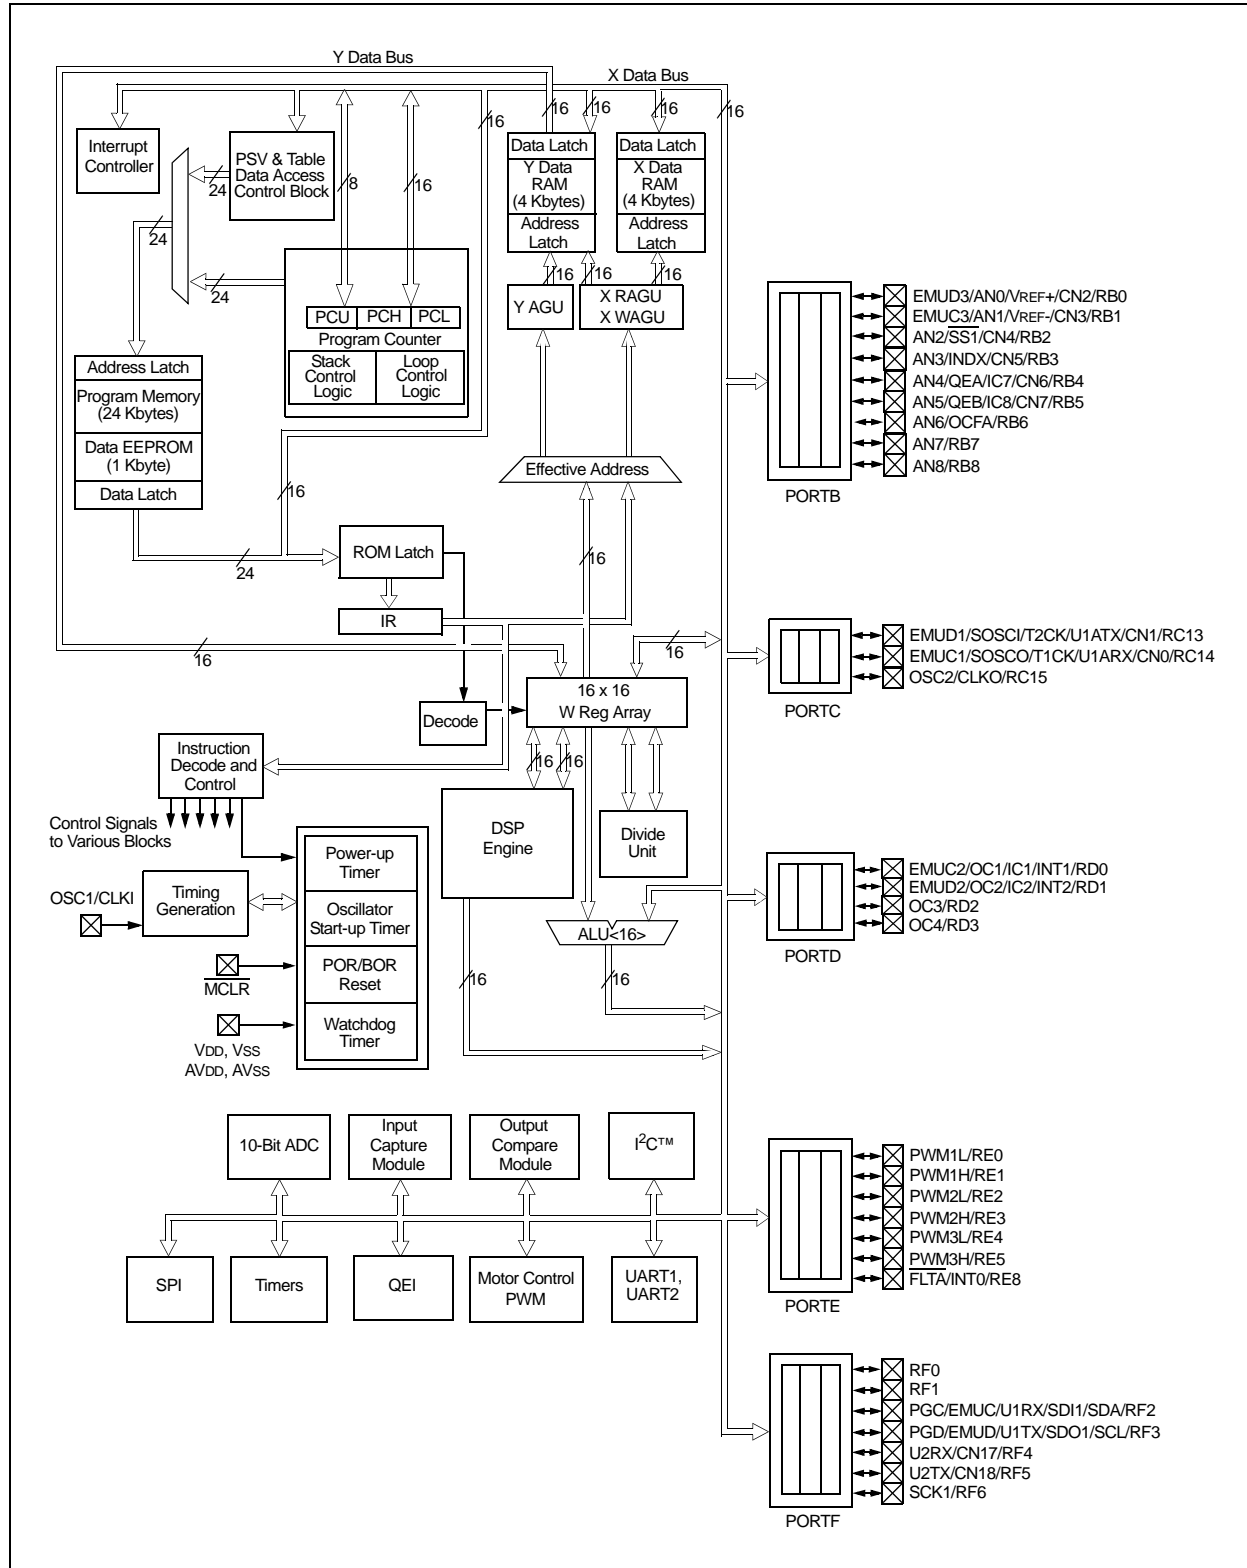 Y Data Bus
X Data Bus
16
16
16
16
16
Interrupt
Controller
PSV & Table
Data Access
Control Block
24
8
16
24
24
Data Latch
Y Data
RAM
(4 Kbytes)
Address
Latch
Data Latch
X Data
RAM
(4 Kbytes)
Address
Latch
16
16
16
Y AGU
X RAGU
X WAGU
PCU
PCH
PCL
Program Counter
Stack
Control
Logic
Loop
Control
Logic
Address Latch
Program Memory
(24 Kbytes)
Data EEPROM
(1 Kbyte)
Data Latch
Effective Address
16
24
ROM Latch
16
IR
16
16
16 x 16
W Reg Array
Decode
Instruction
Decode and
Control
16
16
Control Signals
to Various Blocks
DSP
Engine
Divide
Unit
Power-up
Timer
Oscillator
Start-up Timer
POR/BOR
Reset
Watchdog
Timer
OSC1/CLKI
Timing
Generation
MCLR
VDD, VSS
AVDD, AVSS
ALU<16>
16
16
10-Bit ADC
Input
Capture
Module
Output
Compare
Module
I2C™
SPI
Timers
QEI
Motor Control
PWM
UART1,
UART2
EMUD3/AN0/VREF+/CN2/RB0
EMUC3/AN1/VREF-/CN3/RB1
AN2/SS1/CN4/RB2
AN3/INDX/CN5/RB3
AN4/QEA/IC7/CN6/RB4
AN5/QEB/IC8/CN7/RB5
AN6/OCFA/RB6
AN7/RB7
AN8/RB8
PORTB
EMUD1/SOSCI/T2CK/U1ATX/CN1/RC13
EMUC1/SOSCO/T1CK/U1ARX/CN0/RC14
OSC2/CLKO/RC15
PORTC
EMUC2/OC1/IC1/INT1/RD0
EMUD2/OC2/IC2/INT2/RD1
OC3/RD2
OC4/RD3
PORTD
PWM1L/RE0
PWM1H/RE1
PWM2L/RE2
PWM2H/RE3
PWM3L/RE4
PWM3H/RE5
FLTA/INT0/RE8
PORTE
RF0
RF1
PGC/EMUC/U1RX/SDI1/SDA/RF2
PGD/EMUD/U1TX/SDO1/SCL/RF3
U2RX/CN17/RF4
U2TX/CN18/RF5
SCK1/RF6
PORTF